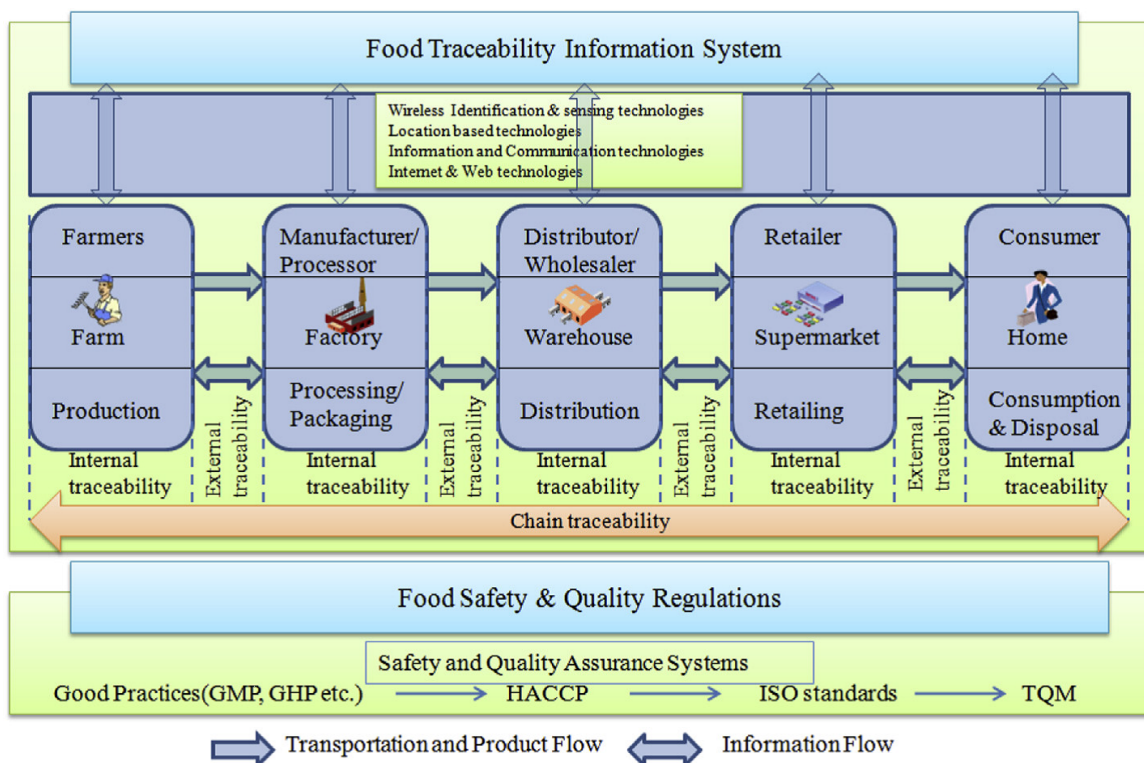 Food Traceability Information System
Wireless Identification & sensing technologies
Location based technologies
Information and Communication technologies
Internet & Web technologies
Farmers
Farm
Production
Manufacturer/
Processor
Factory
Processing/
Packaging
Distributor/
Wholesaler
Warehouse
Distribution
Retailer
Supermarket
Retailing
Consumer
Home
Consumption
& Disposal
Internal
traceability
External
traceability
Internal
traceability
External
traceability
Internal
traceability
External
traceability
Internal
traceability
External
traceability
Internal
traceability
Chain traceability
Food Safety & Quality Regulations
Safety and Quality Assurance Systems
Good Practices(GMP, GHP etc.) HACCP ISO standards TQM
Transportation and Product Flow Information Flow